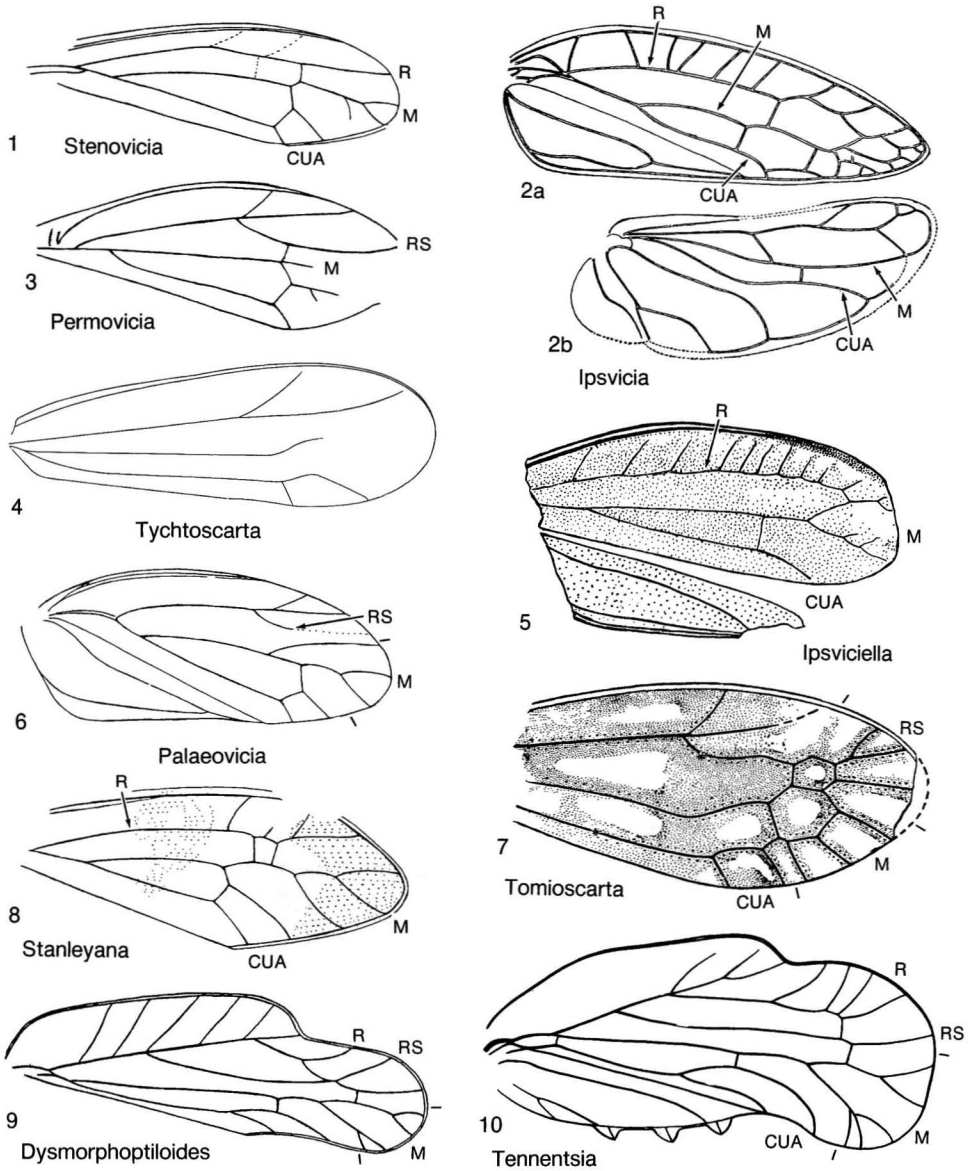 R
M
1
Stenovicia
CUA
R
M
2a
CUA
3
RS
M
Permovicia
2b
M
CUA
Ipsvicia
4
Tychtoscarta
R
M
CUA
5
Ipsviciella
RS
M
6
Palaeovicia
RS
7
M
Tomioscarta
CUA
R
8
M
Stanleyana
CUA
R
RS
9
M
Dysmorphoptiloides
R
RS
10
CUA
M
Tennentsia